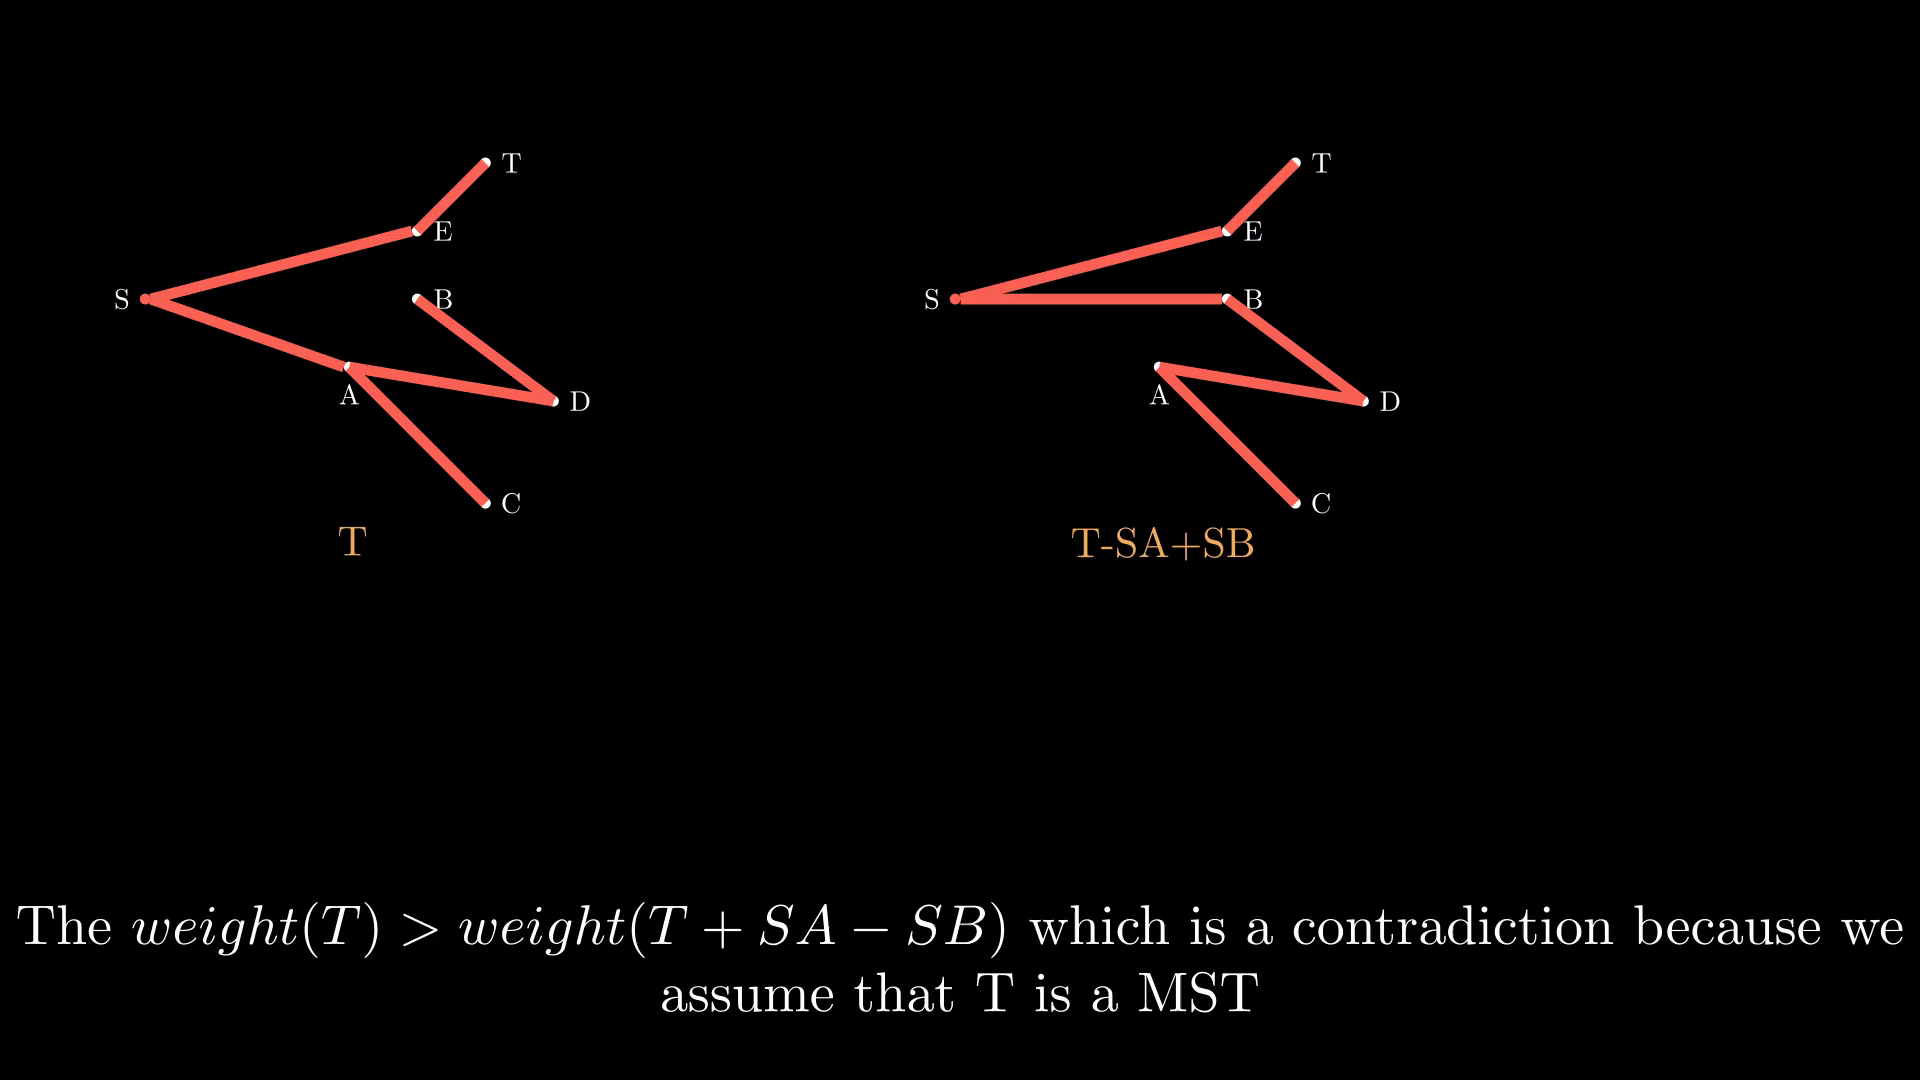 T
E
S
B
A
D
C
T
T
E
S
B
A
D
C
T-SA+SB
The weight(T) > weight(T + SA − SB) which is a contradiction because we
assume that T is a MST